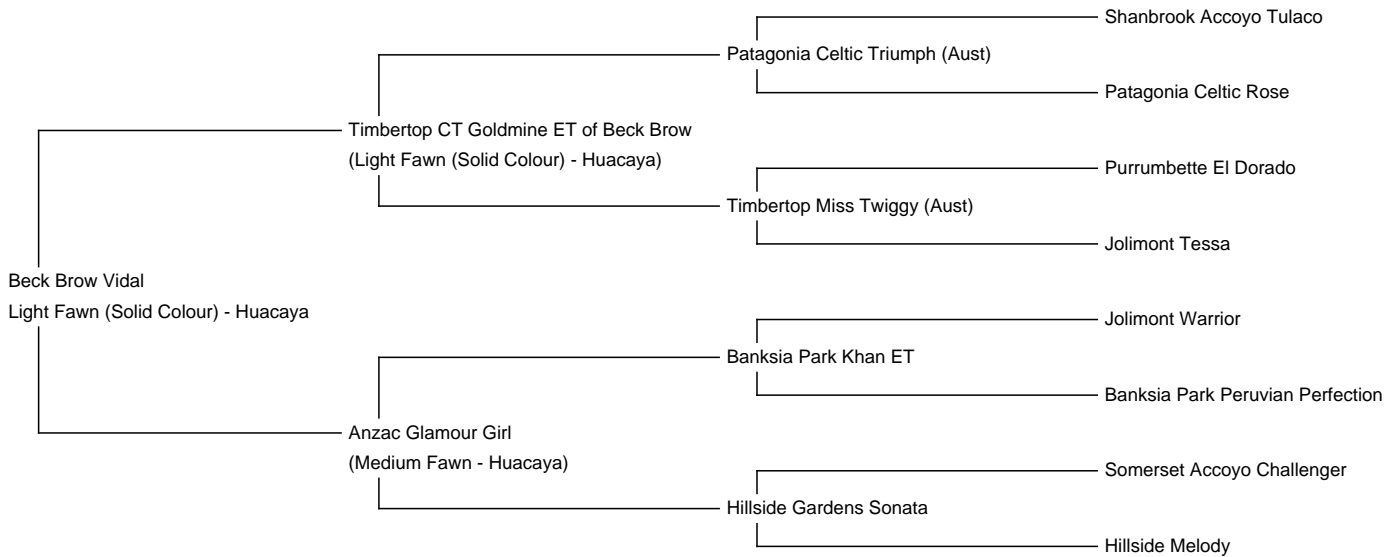 Shanbrook Accoyo Tulaco
Patagonia Celtic Triumph (Aust)
Patagonia Celtic Rose
Timbertop CT Goldmine ET of Beck Brow
(Light Fawn (Solid Colour) - Huacaya)
Purrumbette El Dorado
Timbertop Miss Twiggy (Aust)
Jolimont Tessa
Beck Brow Vidal
Light Fawn (Solid Colour) - Huacaya
Jolimont Warrior
Banksia Park Khan ET
Banksia Park Peruvian Perfection
Anzac Glamour Girl
(Medium Fawn - Huacaya)
Somerset Accoyo Challenger
Hillside Gardens Sonata
Hillside Melody